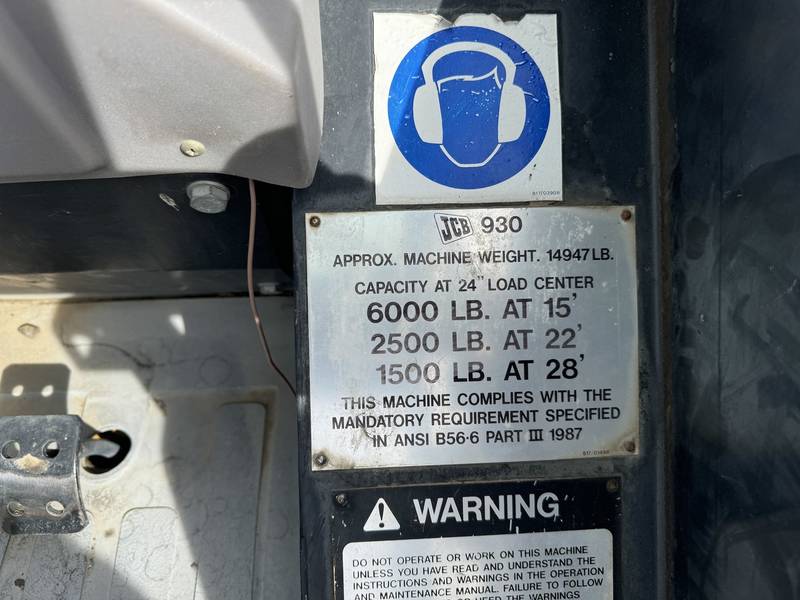 JCB 930
APPROX. MACHINE WEIGHT. 14947 LB.
CAPACITY AT 24" LOAD CENTER
6000 LB. AT 15'
2500 LB. AT 22'
1500 LB. AT 28'
THIS MACHINE COMPLIES WITH THE
MANDATORY REQUIREMENT SPECIFIED
IN ANSI B56·6 PART III 1987
WARNING
DO NOT OPERATE OR WORK ON THIS MACHINE
UNLESS YOU HAVE READ AND UNDERSTAND THE
INSTRUCTIONS AND WARNINGS IN THE OPERATION
AND MAINTENANCE MANUAL. FAILURE TO FOLLOW
THE WARNINGS